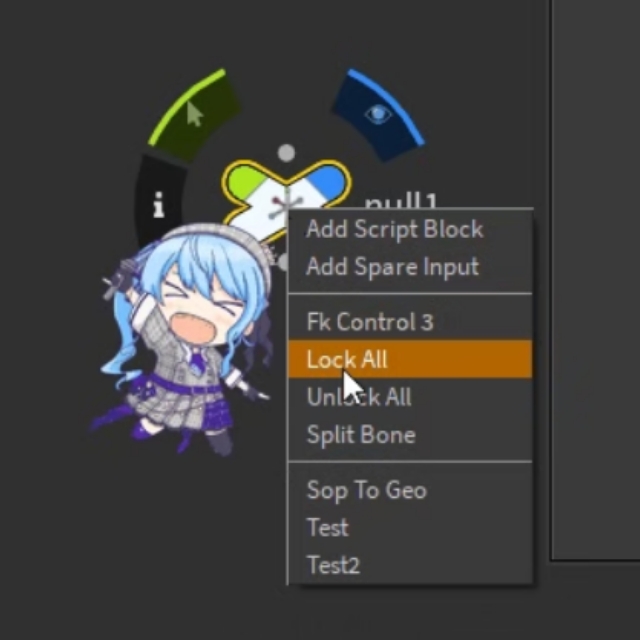 i
null1
Add Script Block
Add Spare Input
Fk Control 3
Lock All
Unlock All
Split Bone
Sop To Geo
Test
Test2